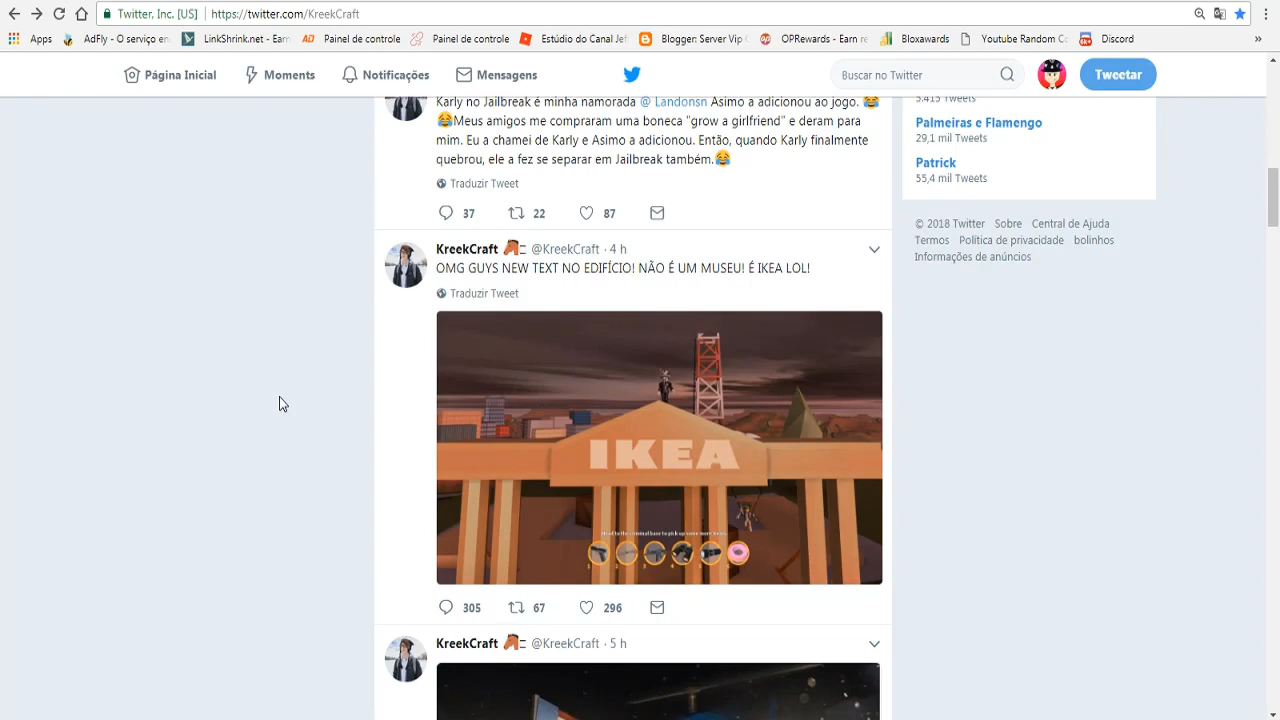 Twitter, Inc. [US] https://twitter.com/KreekCraft
Apps AdFly - O serviço en LinkShrink.net - Earn Painel de controle Painel de controle Estúdio do Canal Jef Blogger: Server Vip OPRewards - Earn re Bloxawards Youtube Random Co Discord »
Página Inicial Moments Notificações Mensagens Buscar no Twitter Tweetar
Karly no Jailbreak é minha namorada @ Landonsn Asimo a adicionou ao jogo. 😂
😂Meus amigos me compraram uma boneca "grow a girlfriend" e deram para
mim. Eu a chamei de Karly e Asimo a adicionou. Então, quando Karly finalmente
quebrou, ele a fez se separar em Jailbreak também.😂
Traduzir Tweet
37 22 87
KreekCraft @KreekCraft · 4 h
OMG GUYS NEW TEXT NO EDIFÍCIO! NÃO É UM MUSEU! É IKEA LOL!
Traduzir Tweet
IKEA
305 67 296
KreekCraft @KreekCraft · 5 h
5.415 Tweets
Palmeiras e Flamengo
29,1 mil Tweets
Patrick
55,4 mil Tweets
© 2018 Twitter Sobre Central de Ajuda
Termos Política de privacidade bolinhos
Informações de anúncios